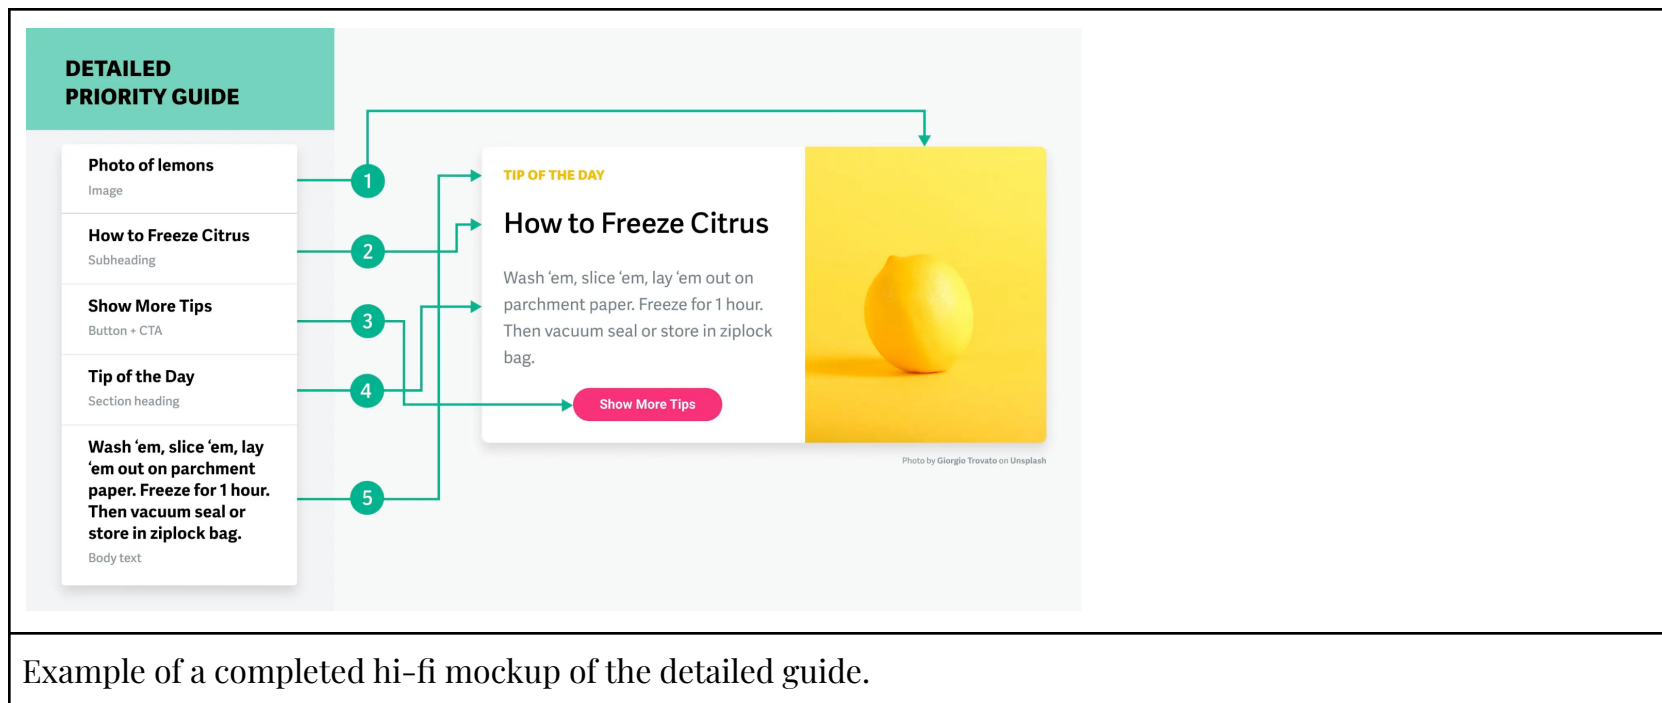 DETAILED
PRIORITY GUIDE
Photo of lemons
Image
How to Freeze Citrus
Subheading
Show More Tips
Button + CTA
Tip of the Day
Section heading
Wash ‘em, slice ‘em, lay
‘em out on parchment
paper. Freeze for 1 hour.
Then vacuum seal or
store in ziplock bag.
Body text
1
2
3
4
5
TIP OF THE DAY
How to Freeze Citrus
Wash ‘em, slice ‘em, lay ‘em out on
parchment paper. Freeze for 1 hour.
Then vacuum seal or store in ziplock
bag.
Show More Tips
Photo by Giorgio Trovato on Unsplash
Example of a completed hi-fi mockup of the detailed guide.